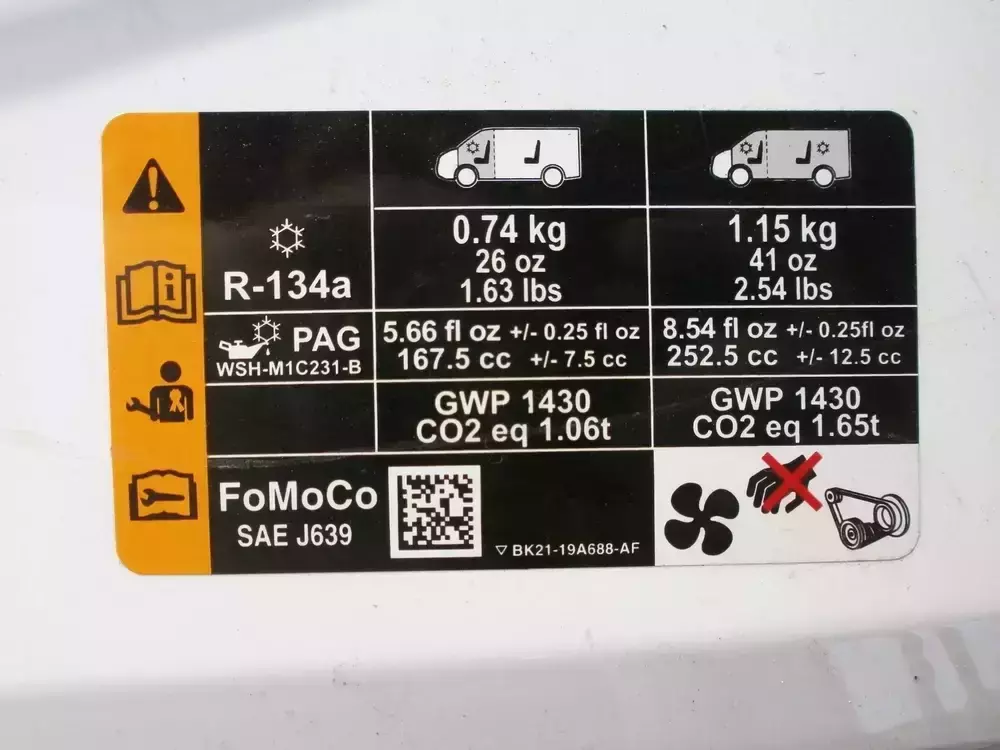 R-134a
0.74 kg
26 oz
1.63 lbs
1.15 kg
41 oz
2.54 lbs
PAG
WSH-M1C231-B
5.66 fl oz +/- 0.25 fl oz
167.5 cc +/- 7.5 cc
8.54 fl oz +/- 0.25fl oz
252.5 cc +/- 12.5 cc
GWP 1430
CO2 eq 1.06t
GWP 1430
CO2 eq 1.65t
FoMoCo
SAE J639
BK21-19A688-AF